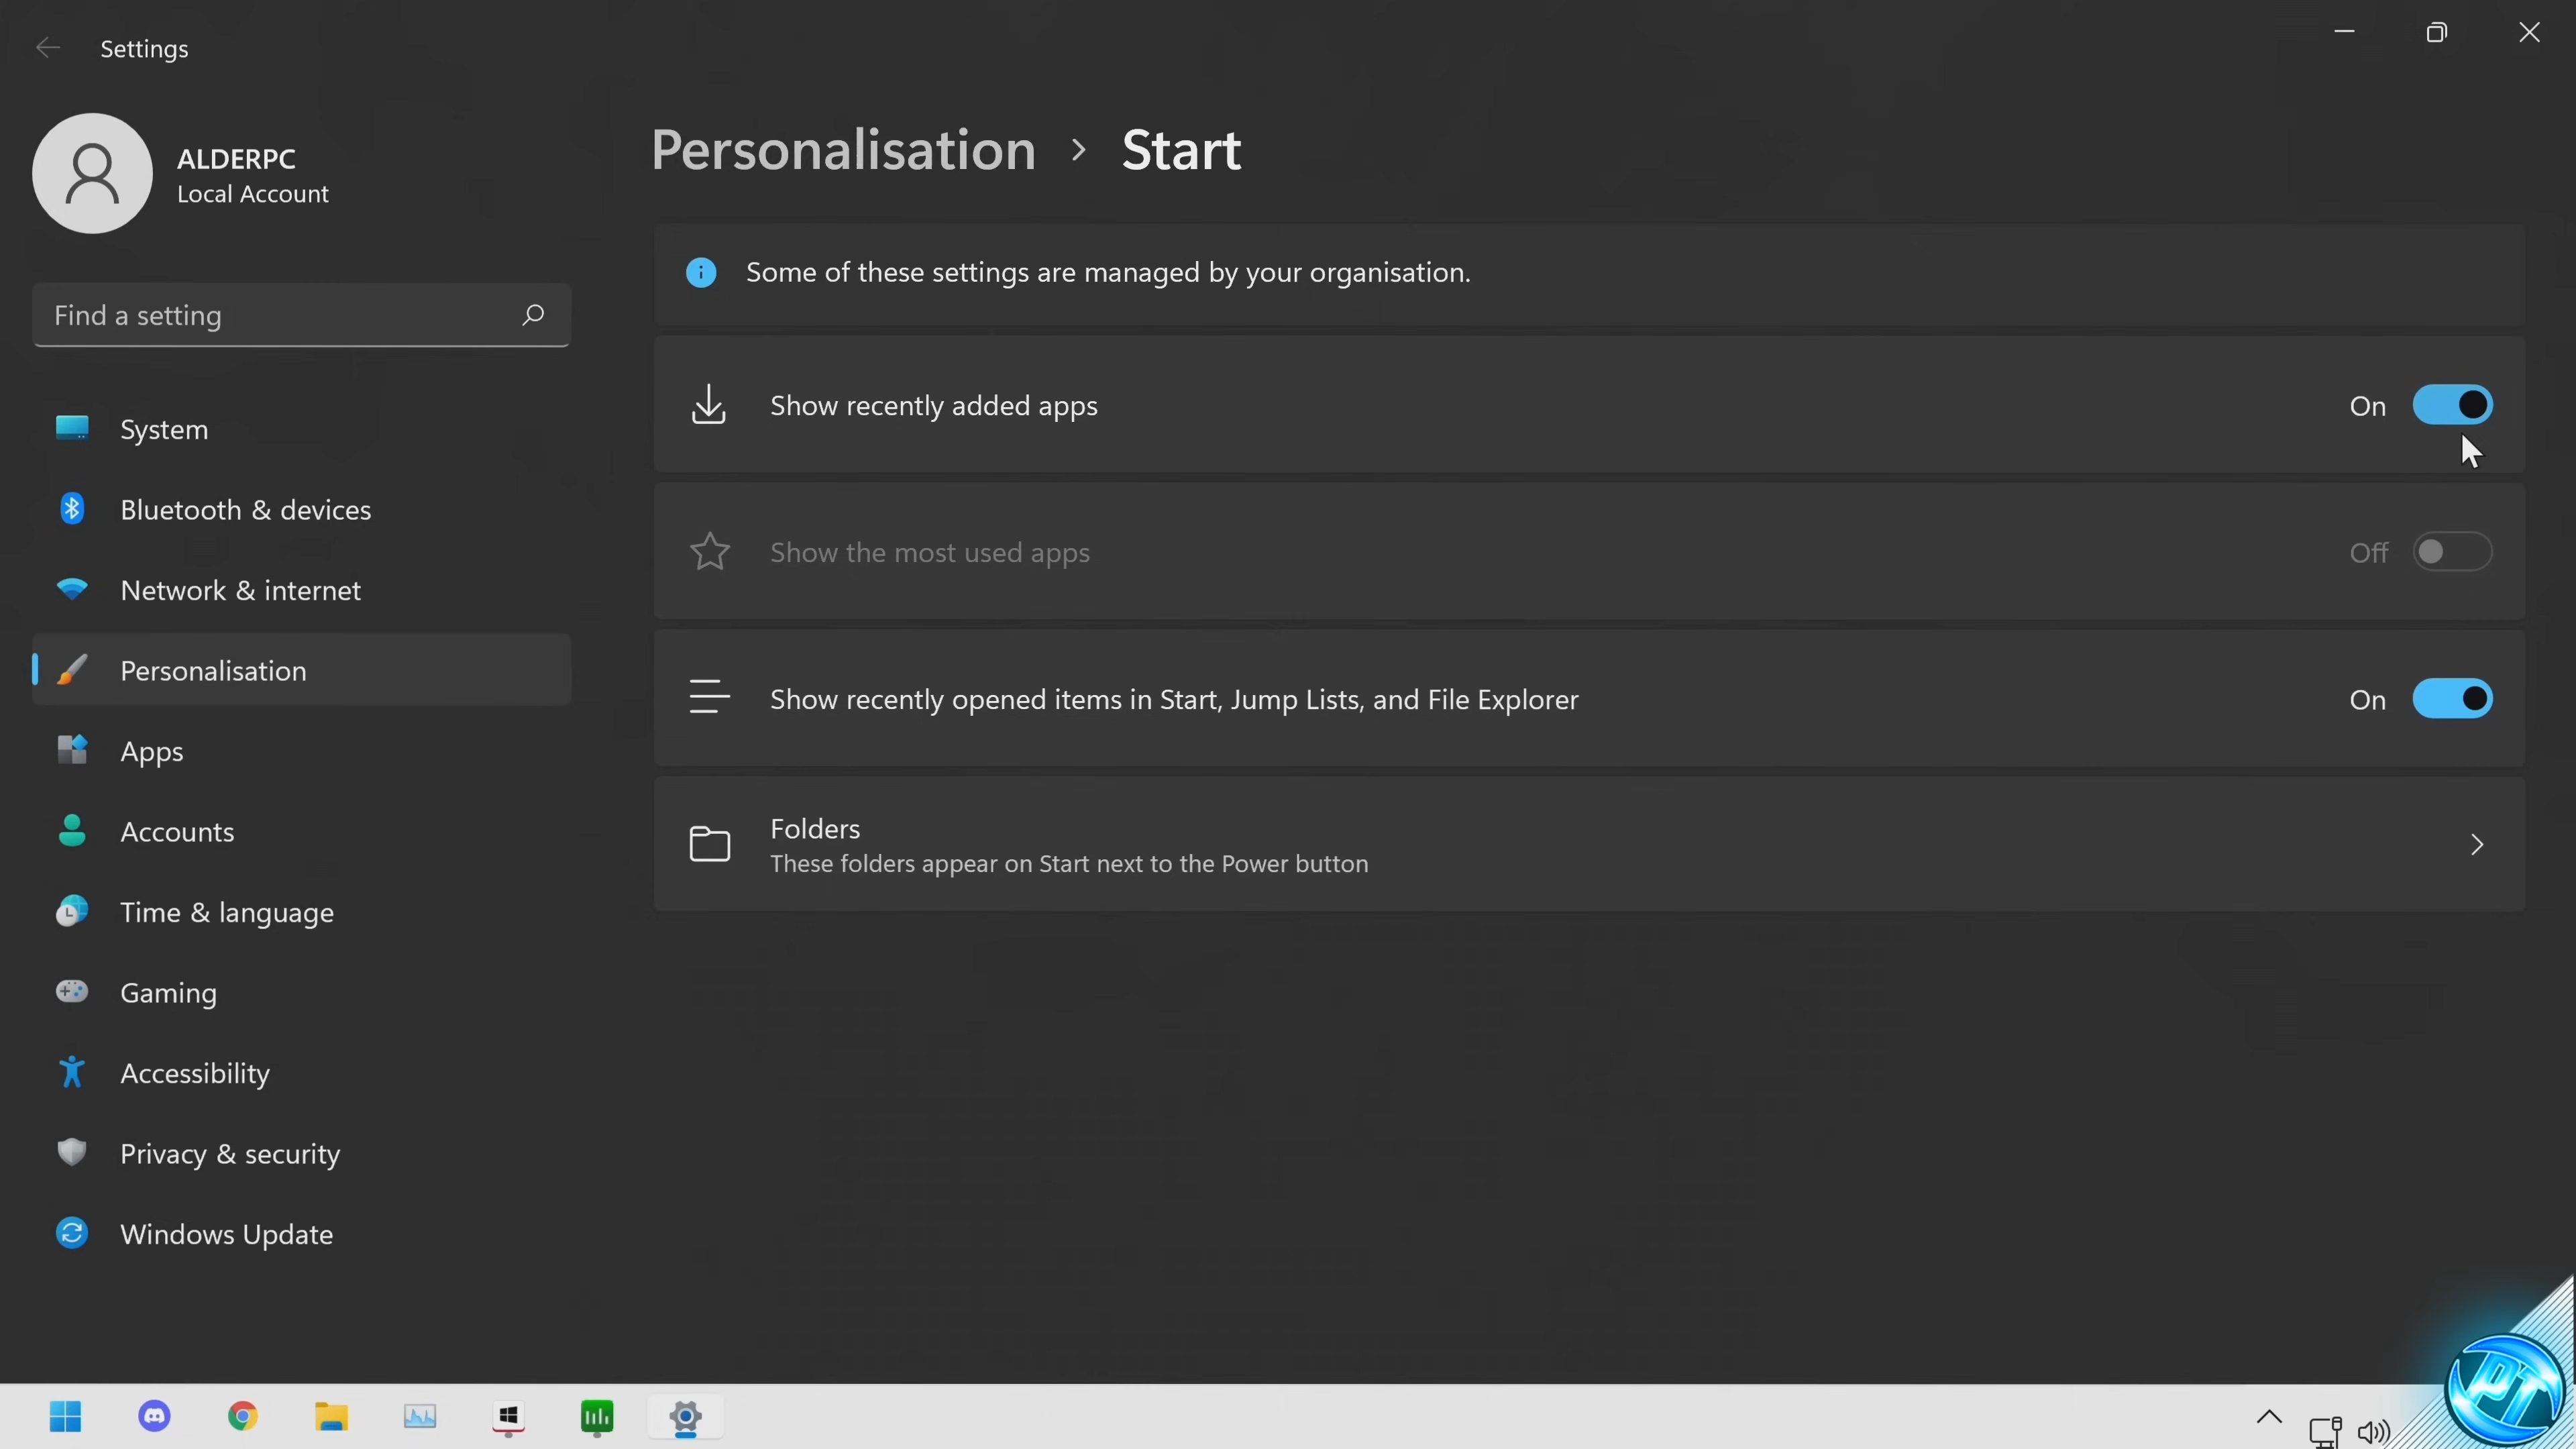 Settings
ALDERPC
Local Account
Find a setting
System
Bluetooth & devices
Network & internet
Personalisation
Apps
Accounts
Time & language
Gaming
Accessibility
Privacy & security
Windows Update
Personalisation > Start
Some of these settings are managed by your organisation.
Show recently added apps On
Show the most used apps Off
Show recently opened items in Start, Jump Lists, and File Explorer On
Folders
These folders appear on Start next to the Power button
PT